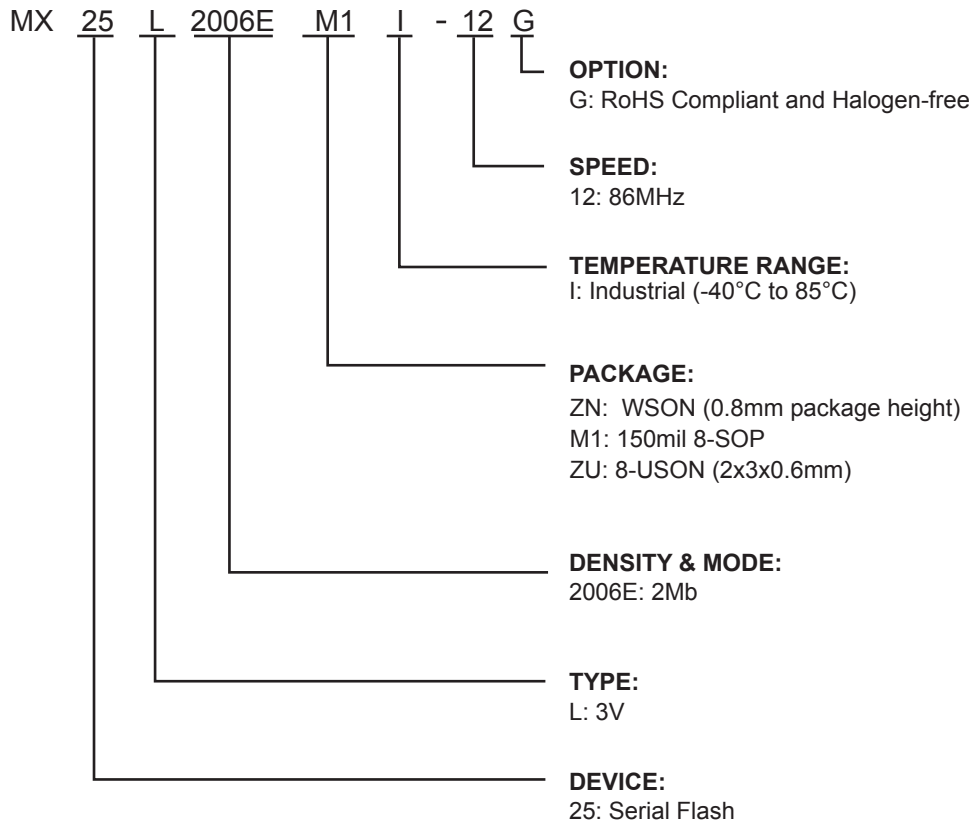 MX 25 L 2006E M1 I - 12 G
OPTION:
G: RoHS Compliant and Halogen-free
SPEED:
12: 86MHz
TEMPERATURE RANGE:
I: Industrial (-40°C to 85°C)
PACKAGE:
ZN: WSON (0.8mm package height)
M1: 150mil 8-SOP
ZU: 8-USON (2x3x0.6mm)
DENSITY & MODE:
2006E: 2Mb
TYPE:
L: 3V
DEVICE:
25: Serial Flash